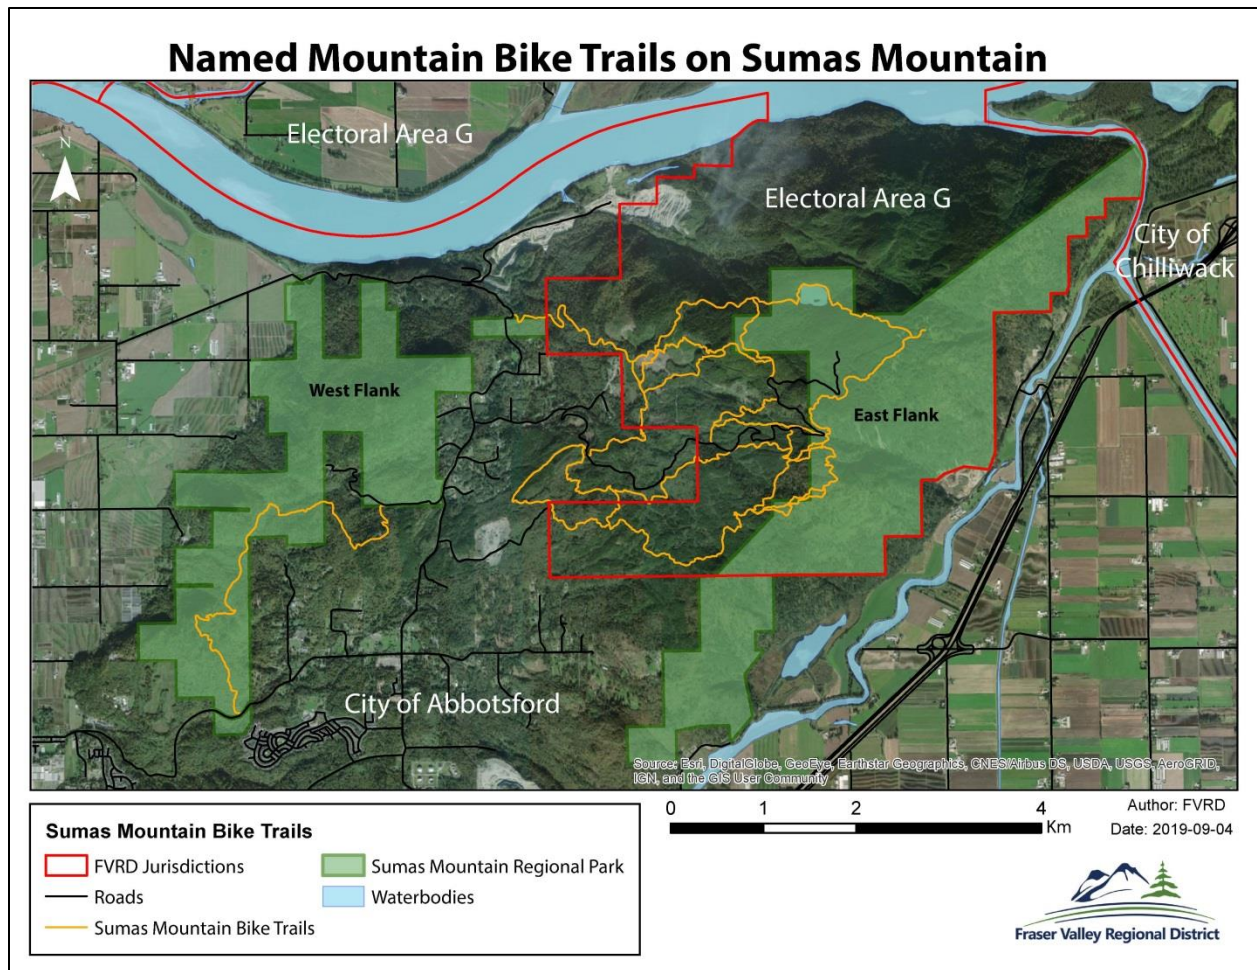 Named Mountain Bike Trails on Sumas Mountain
Electoral Area G
N
Electoral Area G
City of
Chilliwack
West Flank
East Flank
City of Abbotsford
Source: Esri, DigitalGlobe, GeoEye, Earthstar Geographics, CNES/Airbus DS, USDA, USGS, AeroGRID,
IGN, and the GIS User Community
0 1 2 4
Km
Author: FVRD
Date: 2019-09-04
Sumas Mountain Bike Trails
FVRD Jurisdictions
Sumas Mountain Regional Park
Roads
Waterbodies
Sumas Mountain Bike Trails
Fraser Valley Regional District